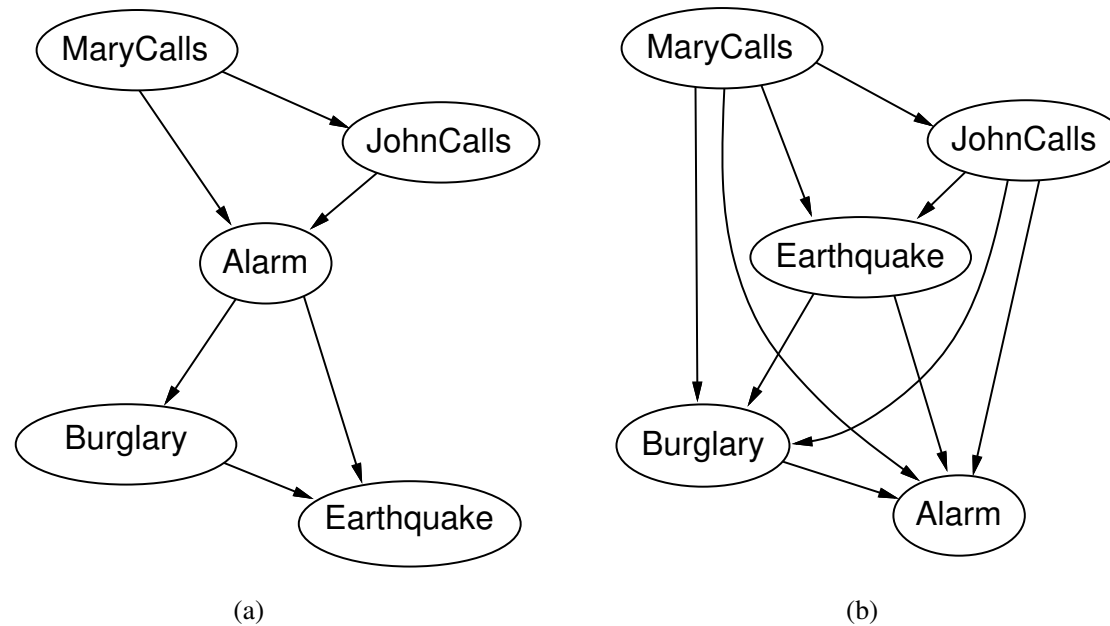 MaryCalls
JohnCalls
Alarm
Burglary
Earthquake
(a)
MaryCalls
JohnCalls
Earthquake
Burglary
Alarm
(b)